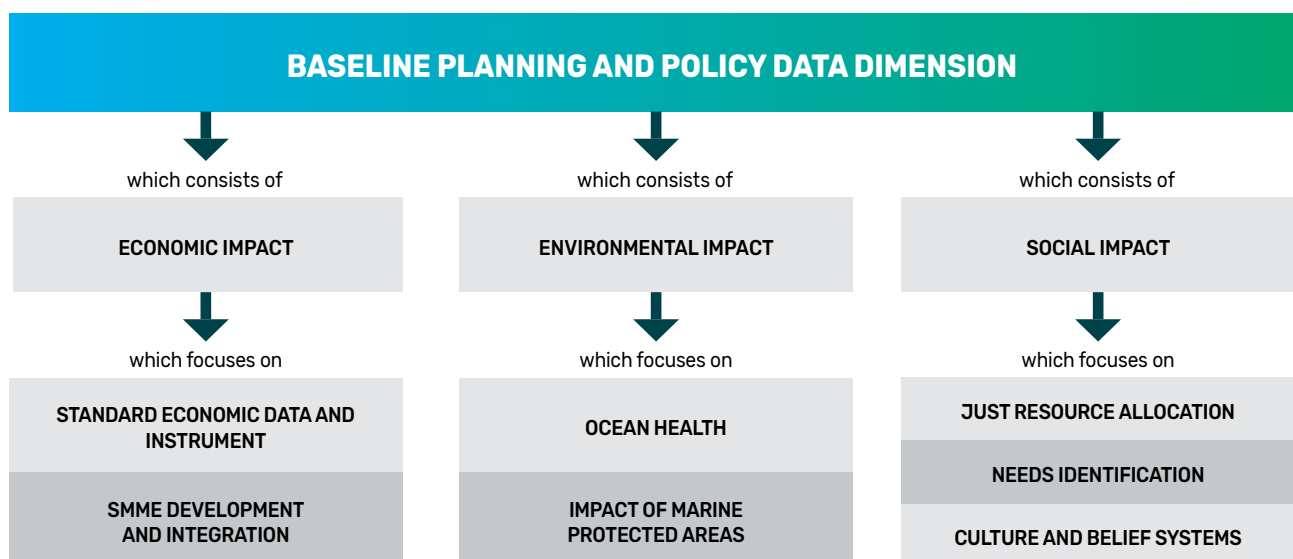 BASELINE PLANNING AND POLICY DATA DIMENSION
which consists of
ECONOMIC IMPACT
which focuses on
STANDARD ECONOMIC DATA AND
INSTRUMENT
SMME DEVELOPMENT
AND INTEGRATION
which consists of
ENVIRONMENTAL IMPACT
which focuses on
OCEAN HEALTH
IMPACT OF MARINE
PROTECTED AREAS
which consists of
SOCIAL IMPACT
which focuses on
JUST RESOURCE ALLOCATION
NEEDS IDENTIFICATION
CULTURE AND BELIEF SYSTEMS